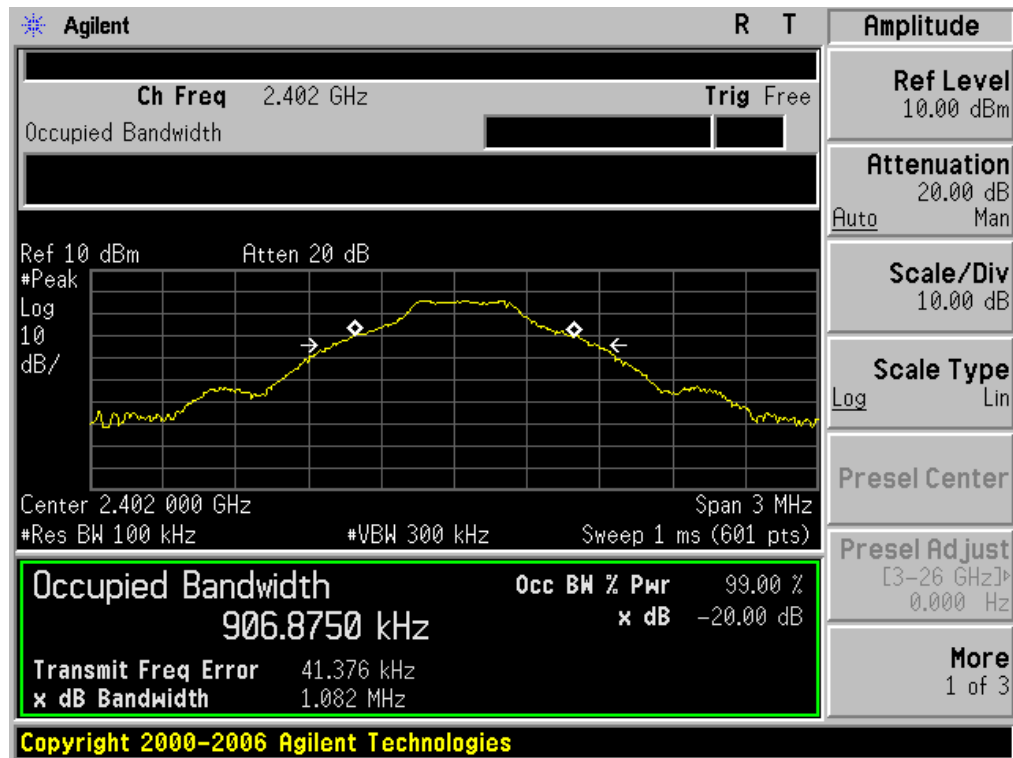 Agilent R T
Ch Freq 2.402 GHz Trig Free
Occupied Bandwidth
Ref 10 dBm Atten 20 dB
#Peak
Log
10
dB/
Center 2.402 000 GHz Span 3 MHz
#Res BW 100 kHz #VBW 300 kHz Sweep 1 ms (601 pts)
Occupied Bandwidth Occ BW % Pwr 99.00 %
906.8750 kHz x dB -20.00 dB
Transmit Freq Error 41.376 kHz
x dB Bandwidth 1.082 MHz
Copyright 2000-2006 Agilent Technologies
Amplitude
Ref Level
10.00 dBm
Attenuation
20.00 dB
Auto Man
Scale/Div
10.00 dB
Scale Type
Log Lin
Presel Center
Presel Adjust
[3-26 GHz]
0.000 Hz
More
1 of 3